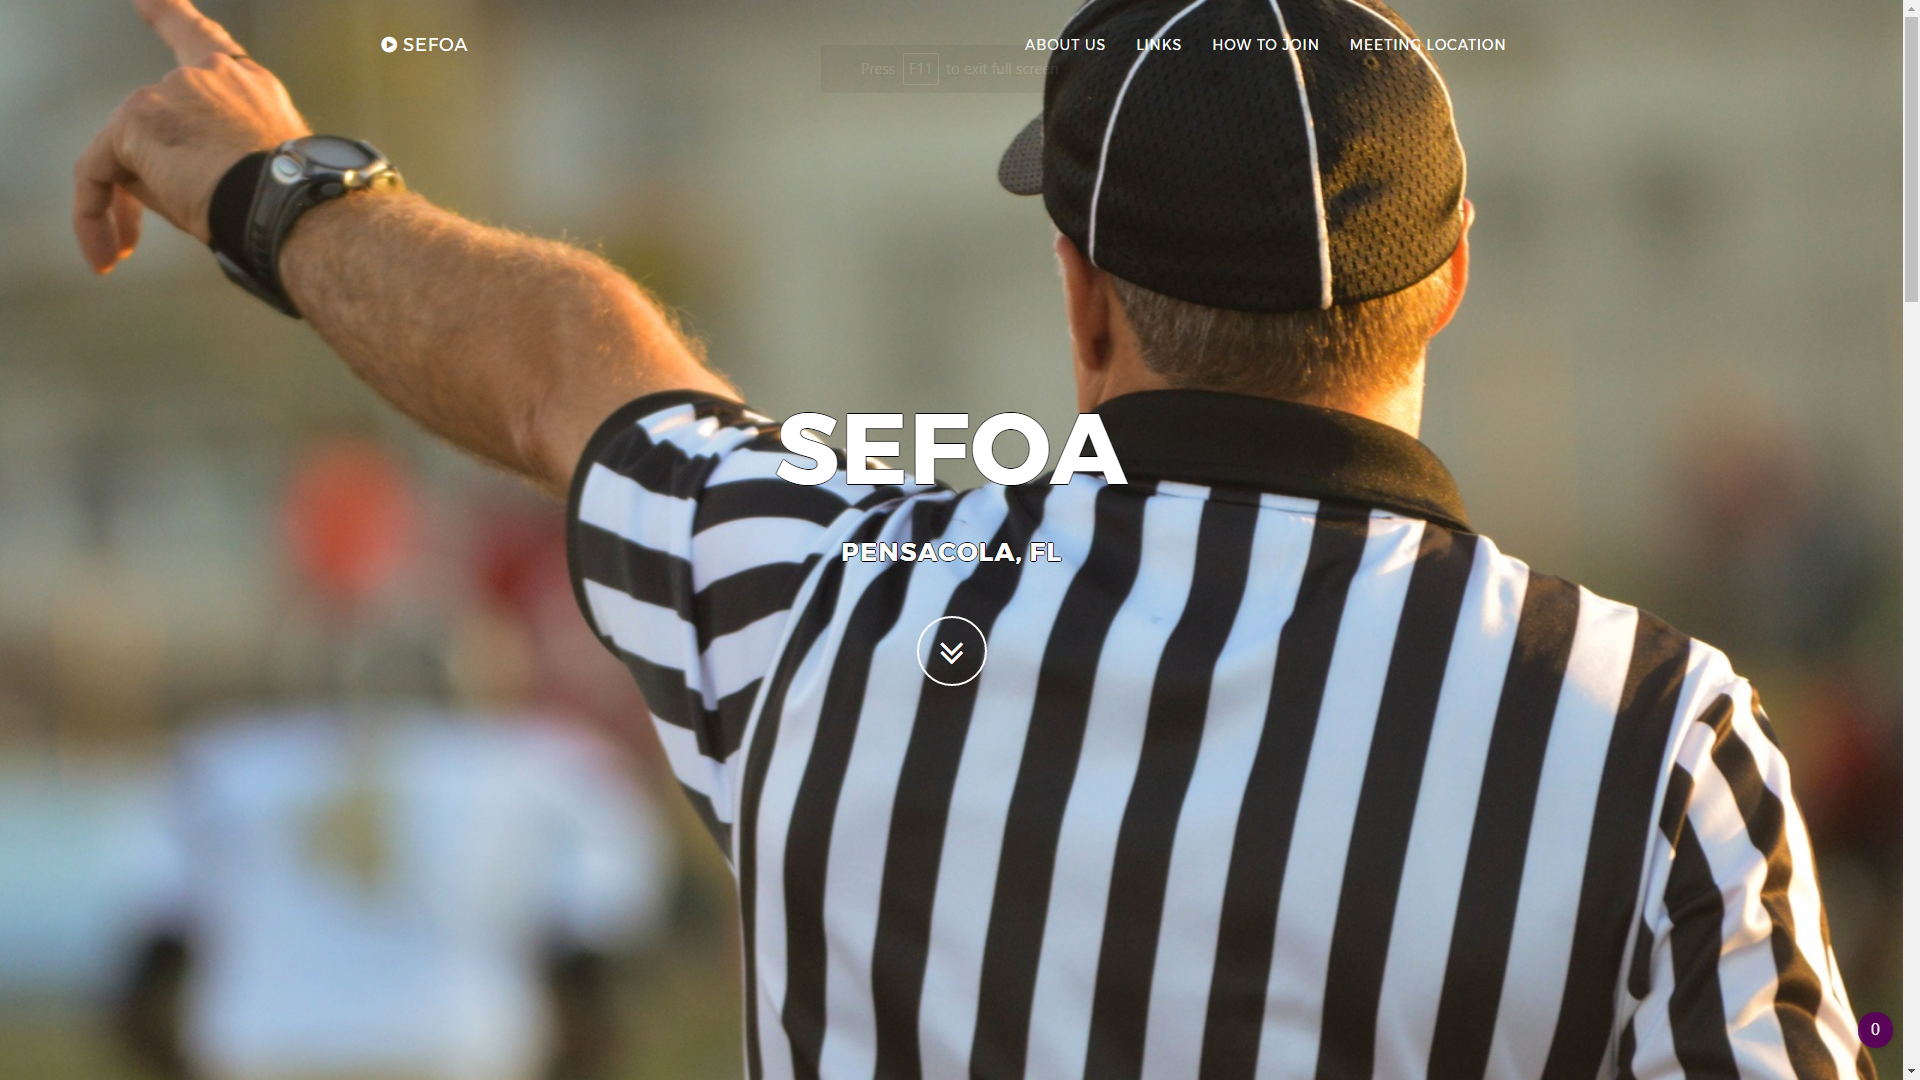 SEFOA
ABOUT US
LINKS
HOW TO JOIN
MEETING LOCATION
Press F11 to exit full screen
SEFOA
PENSACOLA, FL
0